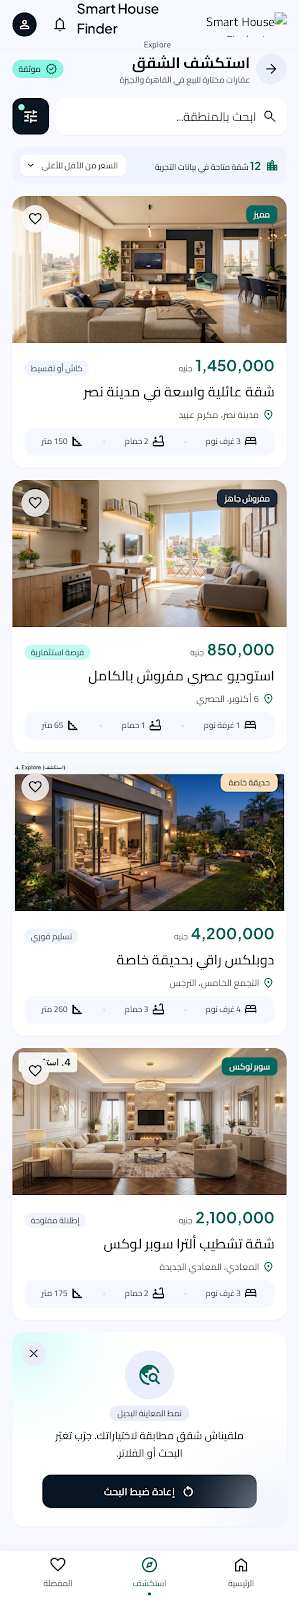 Smart House
Finder
Smart House
Explore
استكشف الشقق
عقارات مختارة للبيع في القاهرة والجيزة
موثقة
ابحث بالمنطقة...
12 شقة متاحة في بيانات التجربة
السعر من الأقل للأعلى
مميز
1,450,000 جنيه
كاش أو تقسيط
شقة عائلية واسعة في مدينة نصر
مدينة نصر، مكرم عبيد
3 غرف نوم
2 حمام
150 متر
مفروش جاهز
850,000 جنيه
فرصة استثمارية
استوديو عصري مفروش بالكامل
6 أكتوبر، الحصري
1 غرفة نوم
1 حمام
65 متر
Explore (استكشف)
حديقة خاصة
4,200,000 جنيه
تسليم فوري
دوبلكس راقي بحديقة خاصة
التجمع الخامس، النرجس
4 غرف نوم
3 حمام
260 متر
4. است
سوبر لوكس
2,100,000 جنيه
إطلالة مفتوحة
شقة تشطيب ألترا سوبر لوكس
المعادي، المعادي الجديدة
3 غرف نوم
2 حمام
175 متر
نمط المعاينة البديل
ملقيناش شقق مطابقة لاختياراتك. جرّب تغيّر
البحث أو الفلاتر.
إعادة ضبط البحث
الرئيسية
استكشف
المفضلة